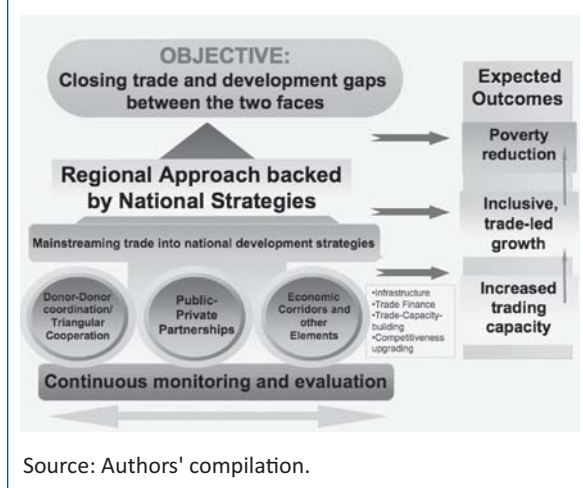 OBJECTIVE:
Closing trade and development gaps
between the two faces
Regional Approach backed
by National Strategies
Mainstreaming trade into national development strategies
Donor-Donor
coordination/
Triangular
Cooperation
Public-
Private
Partnerships
Economic
Corridors and
other
Elements
•Infrastructure
•Trade Finance
•Trade-Capacity-
building
•Competitiveness
upgrading
Continuous monitoring and evaluation
Expected
Outcomes
Poverty
reduction
Inclusive,
trade-led
growth
Increased
trading
capacity
Source: Authors' compilation.